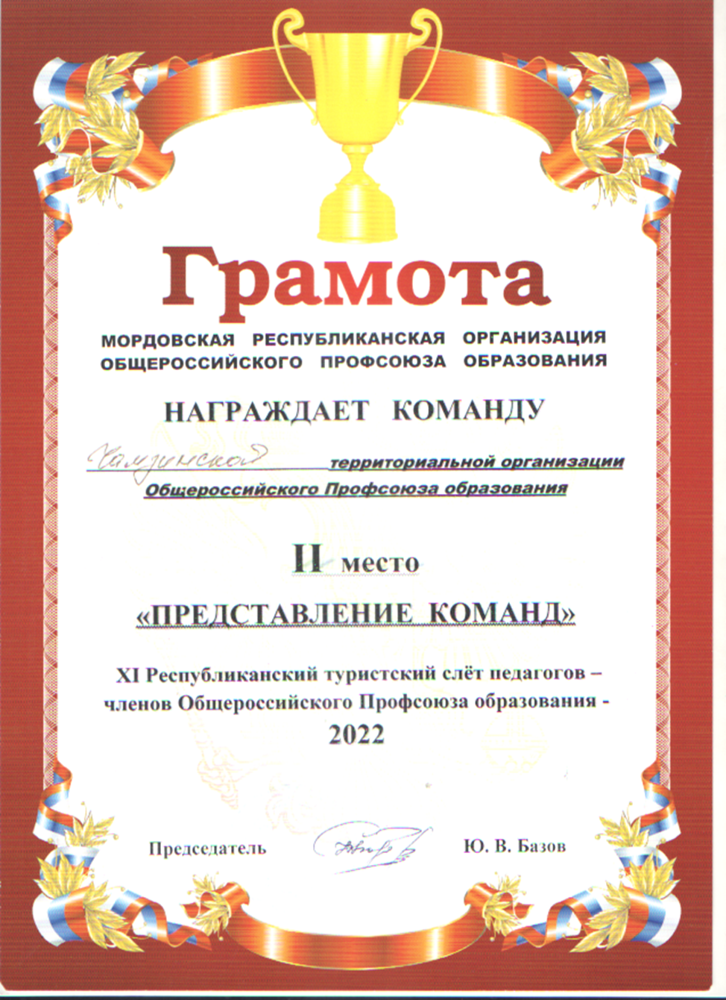 Грамота
МОРДОВСКАЯ РЕСПУБЛИКАНСКАЯ ОРГАНИЗАЦИЯ
ОБЩЕРОССИЙСКОГО ПРОФСОЮЗА ОБРАЗОВАНИЯ
НАГРАЖДАЕТ КОМАНДУ
Чамзинской территориальной организации
Общероссийского Профсоюза образования
II место
«ПРЕДСТАВЛЕНИЕ КОМАНД»
XI Республиканский туристский слёт педагогов –
членов Общероссийского Профсоюза образования -
2022
Председатель Ю. В. Базов